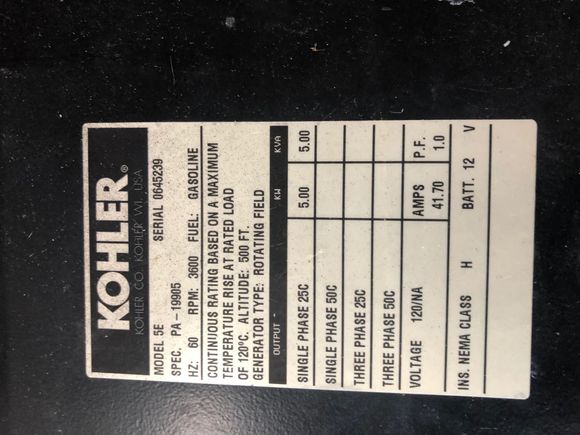 KOHLER®
KOHLER CO. KOHLER WI., USA
MODEL 5E SERIAL 0645239
SPEC. PA-19905
HZ: 60 RPM: 3600 FUEL: GASOLINE
CONTINUOUS RATING BASED ON A MAXIMUM
TEMPERATURE RISE AT RATED LOAD
OF 120°C. ALTITUDE: 500 FT.
GENERATOR TYPE: ROTATING FIELD
OUTPUT KW KVA
SINGLE PHASE 25C 5.00 5.00
SINGLE PHASE 50C
THREE PHASE 25C
THREE PHASE 50C
VOLTAGE 120/NA AMPS P.F.
41.70 1.0
INS. NEMA CLASS H BATT. 12 V